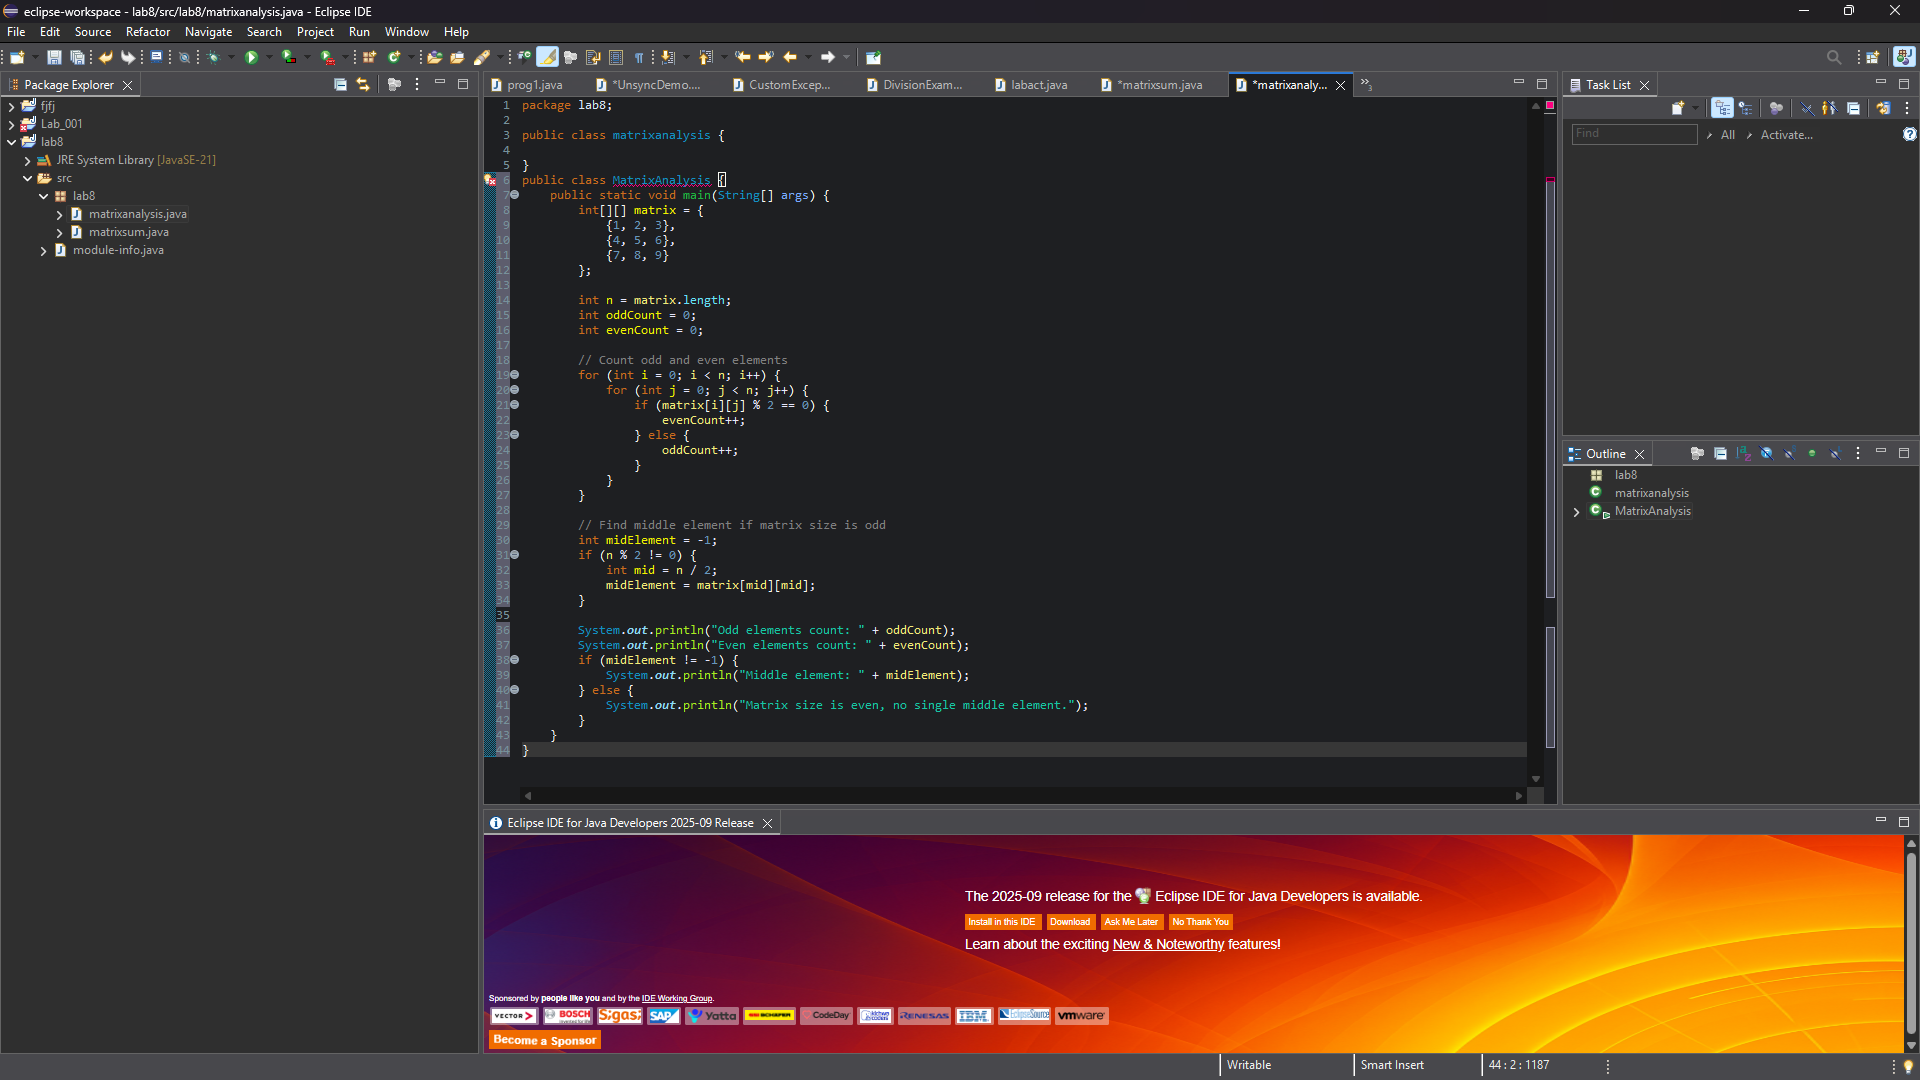 eclipse-workspace - lab8/src/lab8/matrixanalysis.java - Eclipse IDE
File Edit Source Refactor Navigate Search Project Run Window Help
Package Explorer
fjfj
Lab_001
lab8
JRE System Library [JavaSE-21]
src
lab8
matrixanalysis.java
matrixsum.java
module-info.java
prog1.java *UnsyncDemo.... CustomExcep... DivisionExam... labact.java *matrixsum.java *matrixanaly... »3
1 package lab8;
2
3 public class matrixanalysis {
4
5 }
6 public class MatrixAnalysis {
7 public static void main(String[] args) {
8 int[][] matrix = {
9 {1, 2, 3},
10 {4, 5, 6},
11 {7, 8, 9}
12 };
13
14 int n = matrix.length;
15 int oddCount = 0;
16 int evenCount = 0;
17
18 // Count odd and even elements
19 for (int i = 0; i < n; i++) {
20 for (int j = 0; j < n; j++) {
21 if (matrix[i][j] % 2 == 0) {
22 evenCount++;
23 } else {
24 oddCount++;
25 }
26 }
27 }
28
29 // Find middle element if matrix size is odd
30 int midElement = -1;
31 if (n % 2 != 0) {
32 int mid = n / 2;
33 midElement = matrix[mid][mid];
34 }
35
36 System.out.println("Odd elements count: " + oddCount);
37 System.out.println("Even elements count: " + evenCount);
38 if (midElement != -1) {
39 System.out.println("Middle element: " + midElement);
40 } else {
41 System.out.println("Matrix size is even, no single middle element.");
42 }
43 }
44 }
Task List
Find All Activate...
Outline
lab8
matrixanalysis
MatrixAnalysis
Eclipse IDE for Java Developers 2025-09 Release
The 2025-09 release for the Eclipse IDE for Java Developers is available.
Install in this IDE Download Ask Me Later No Thank You
Learn about the exciting New & Noteworthy features!
Sponsored by people like you and by the IDE Working Group.
VECTOR BOSCH Sigasi SAP Yatta SCHEFER CodeDay RENESAS IBM EclipseSource vmware
Become a Sponsor
Writable Smart Insert 44 : 2 : 1187